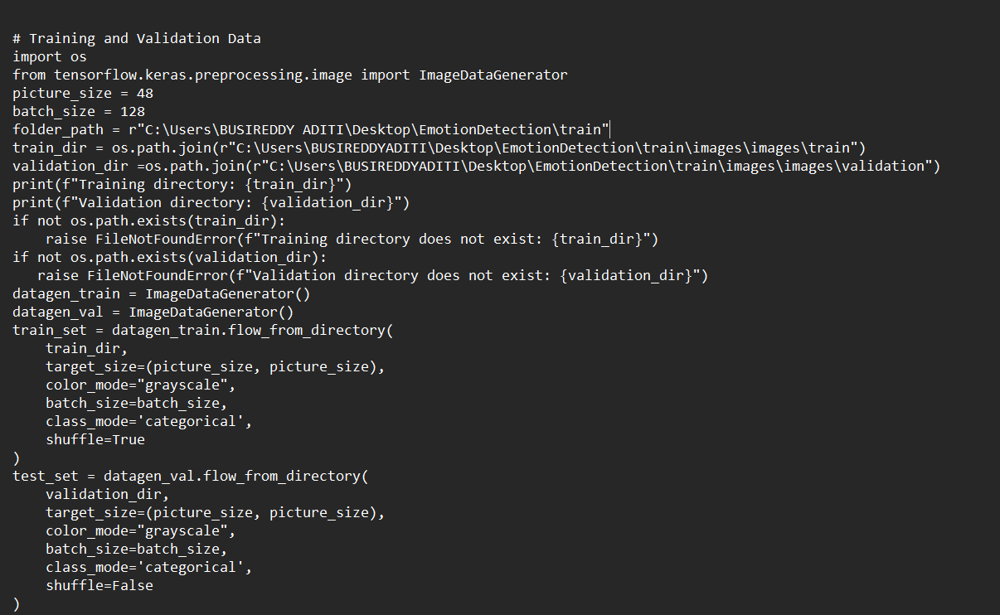 # Training and Validation Data
import os
from tensorflow.keras.preprocessing.image import ImageDataGenerator
picture_size = 48
batch_size = 128
folder_path = r"C:\Users\BUSIREDDY ADITI\Desktop\EmotionDetection\train"
train_dir = os.path.join(r"C:\Users\BUSIREDDYADITI\Desktop\EmotionDetection\train\images\images\train")
validation_dir =os.path.join(r"C:\Users\BUSIREDDYADITI\Desktop\EmotionDetection\train\images\images\validation")
print(f"Training directory: {train_dir}")
print(f"Validation directory: {validation_dir}")
if not os.path.exists(train_dir):
    raise FileNotFoundError(f"Training directory does not exist: {train_dir}")
if not os.path.exists(validation_dir):
   raise FileNotFoundError(f"Validation directory does not exist: {validation_dir}")
datagen_train = ImageDataGenerator()
datagen_val = ImageDataGenerator()
train_set = datagen_train.flow_from_directory(
    train_dir,
    target_size=(picture_size, picture_size),
    color_mode="grayscale",
    batch_size=batch_size,
    class_mode='categorical',
    shuffle=True
)
test_set = datagen_val.flow_from_directory(
    validation_dir,
    target_size=(picture_size, picture_size),
    color_mode="grayscale",
    batch_size=batch_size,
    class_mode='categorical',
    shuffle=False
)